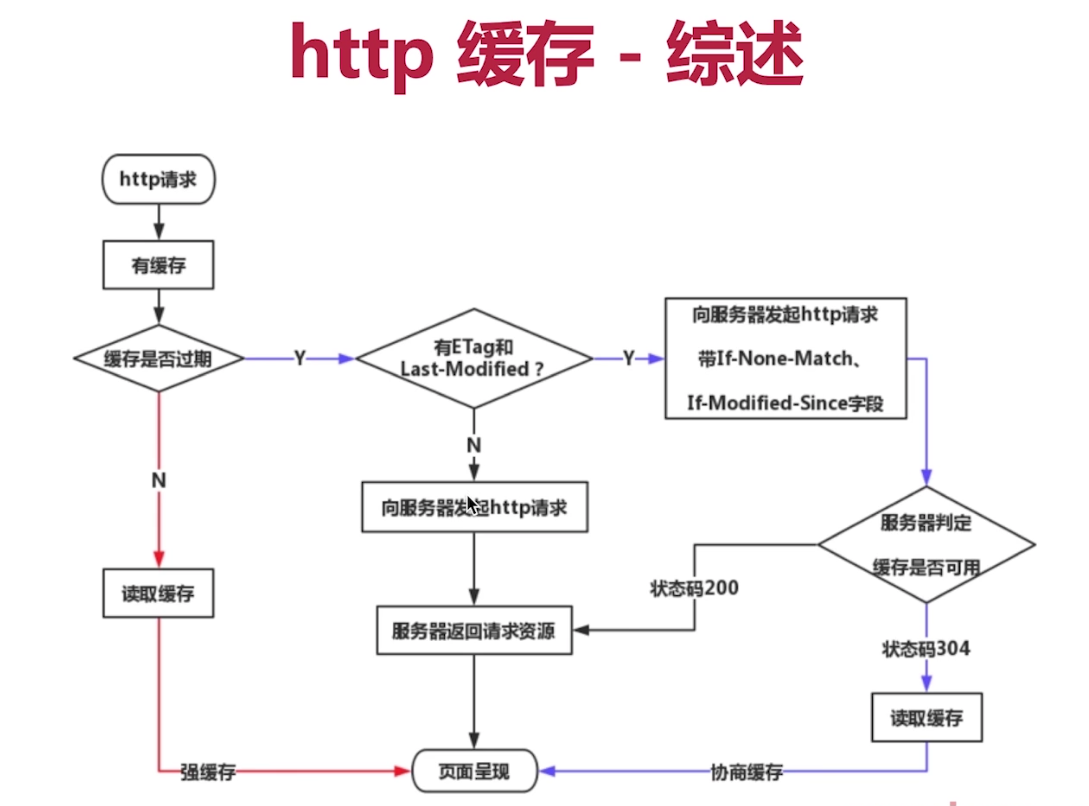 http 缓存 - 综述
http请求
有缓存
缓存是否过期
Y
有ETag和
Last-Modified？
Y
向服务器发起http请求
带If-None-Match、
If-Modified-Since字段
N
N
向服务器发起http请求
服务器判定
缓存是否可用
状态码200
读取缓存
服务器返回请求资源
状态码304
读取缓存
强缓存
页面呈现
协商缓存